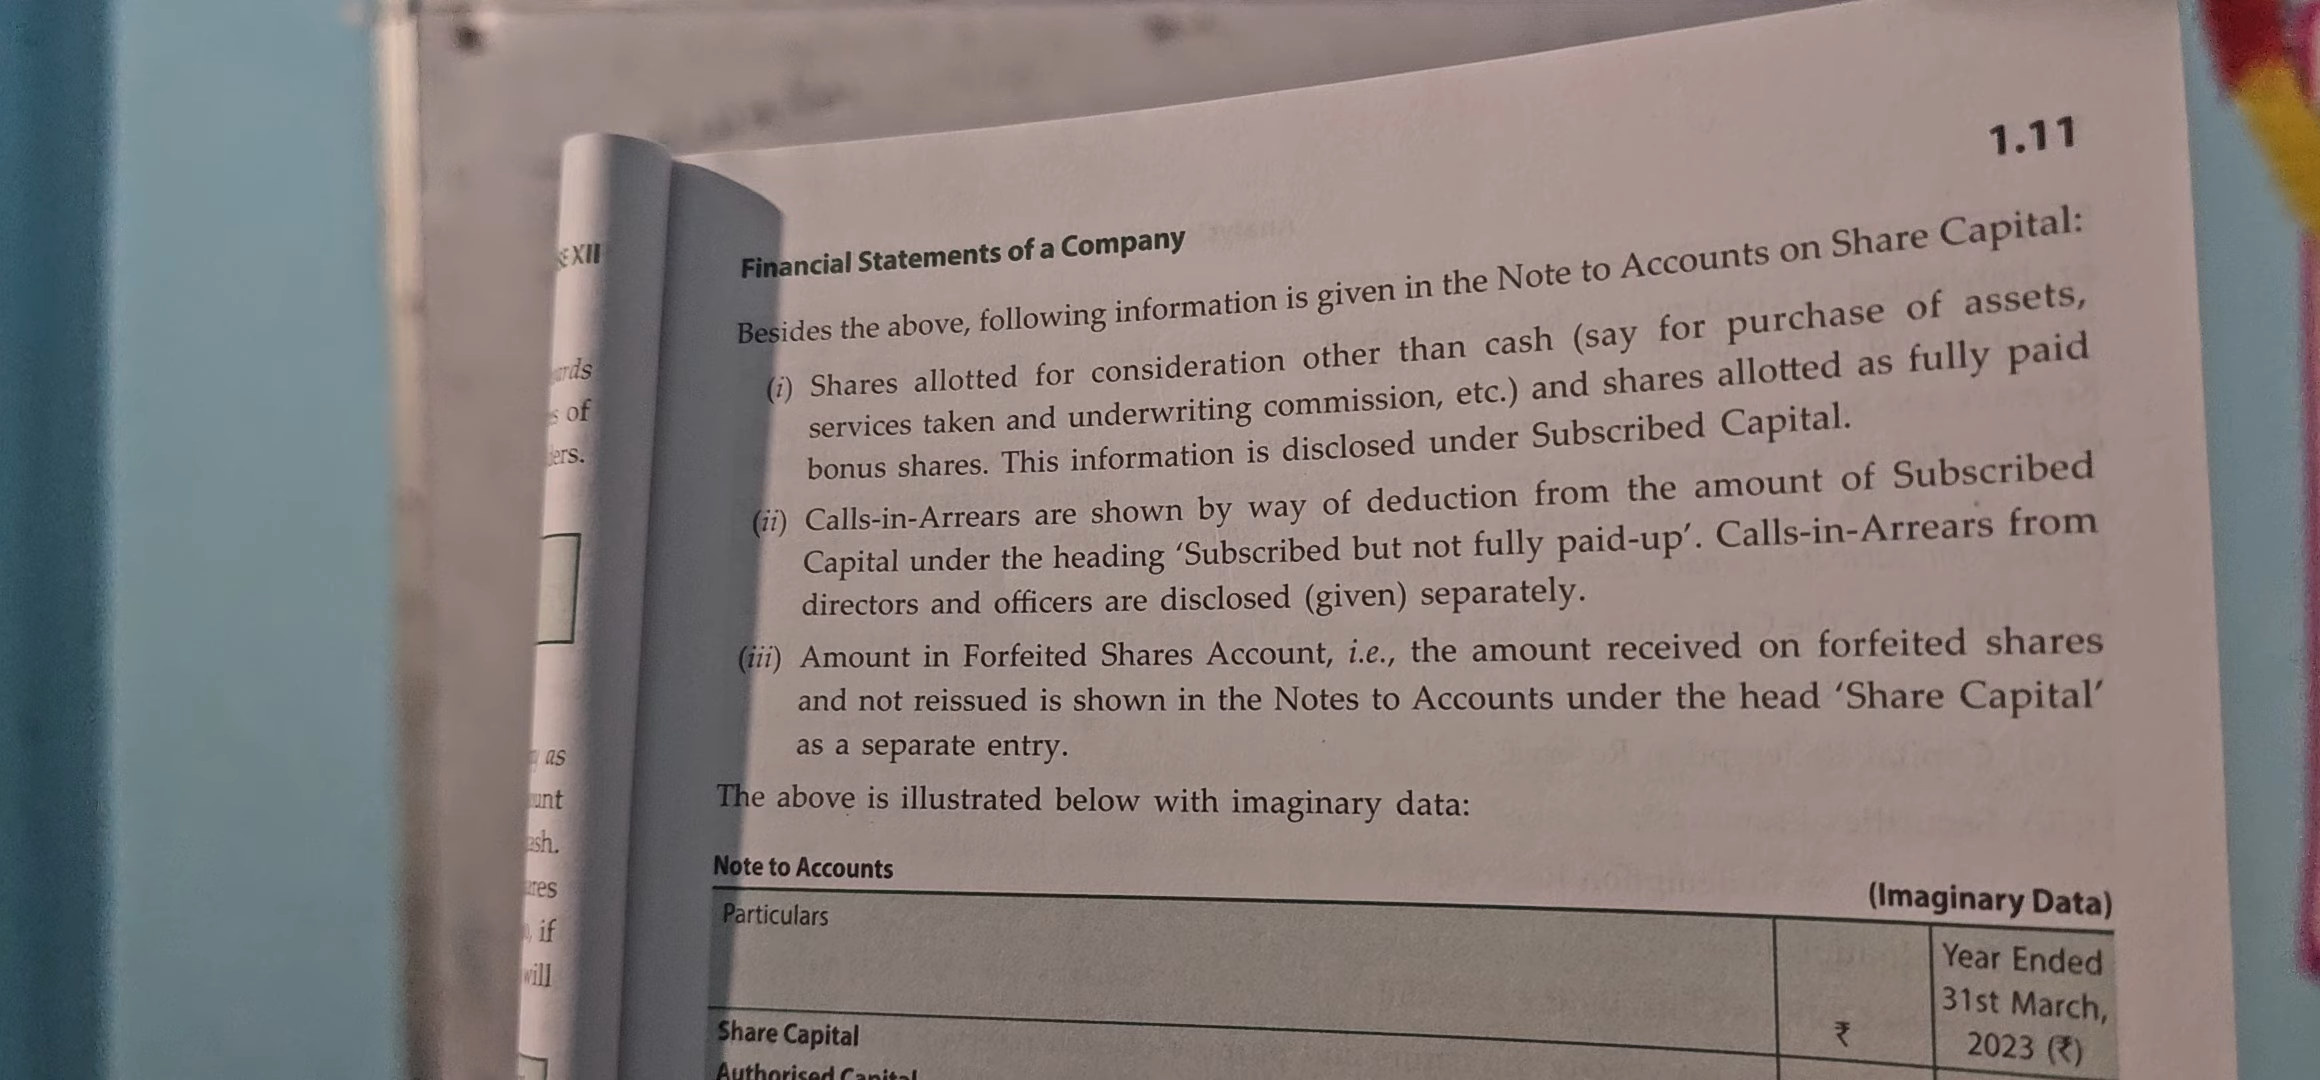 XII
of
as
if
will
1.11
Financial Statements of a Company
Besides the above, following information is given in the Note to Accounts on Share Capital:
(i) Shares allotted for consideration other than cash (say for purchase of assets,
services taken and underwriting commission, etc.) and shares allotted as fully paid
bonus shares. This information is disclosed under Subscribed Capital.
(ii) Calls-in-Arrears are shown by way of deduction from the amount of Subscribed
Capital under the heading ‘Subscribed but not fully paid-up’. Calls-in-Arrears from
directors and officers are disclosed (given) separately.
(iii) Amount in Forfeited Shares Account, i.e., the amount received on forfeited shares
and not reissued is shown in the Notes to Accounts under the head ‘Share Capital’
as a separate entry.
The above is illustrated below with imaginary data:
Note to Accounts
(Imaginary Data)
Particulars
₹
Year Ended
31st March,
2023 (₹)
Share Capital
Authorised Capital